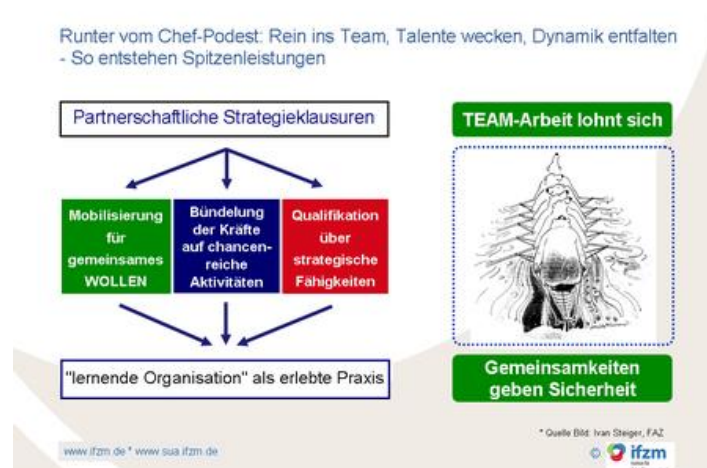 Runter vom Chef-Podest: Rein ins Team, Talente wecken, Dynamik entfalten
- So entstehen Spitzenleistungen
Partnerschaftliche Strategieklausuren
Mobilisierung
für
gemeinsames
WOLLEN
Bündelung
der Kräfte
auf chancen-
reiche
Aktivitäten
Qualifikation
über
strategische
Fähigkeiten
"lernende Organisation" als erlebte Praxis
TEAM-Arbeit lohnt sich
Gemeinsamkeiten
geben Sicherheit
* Quelle Bild: Ivan Steiger, FAZ
www.ifzm.de * www.sua.ifzm.de
© ifzm